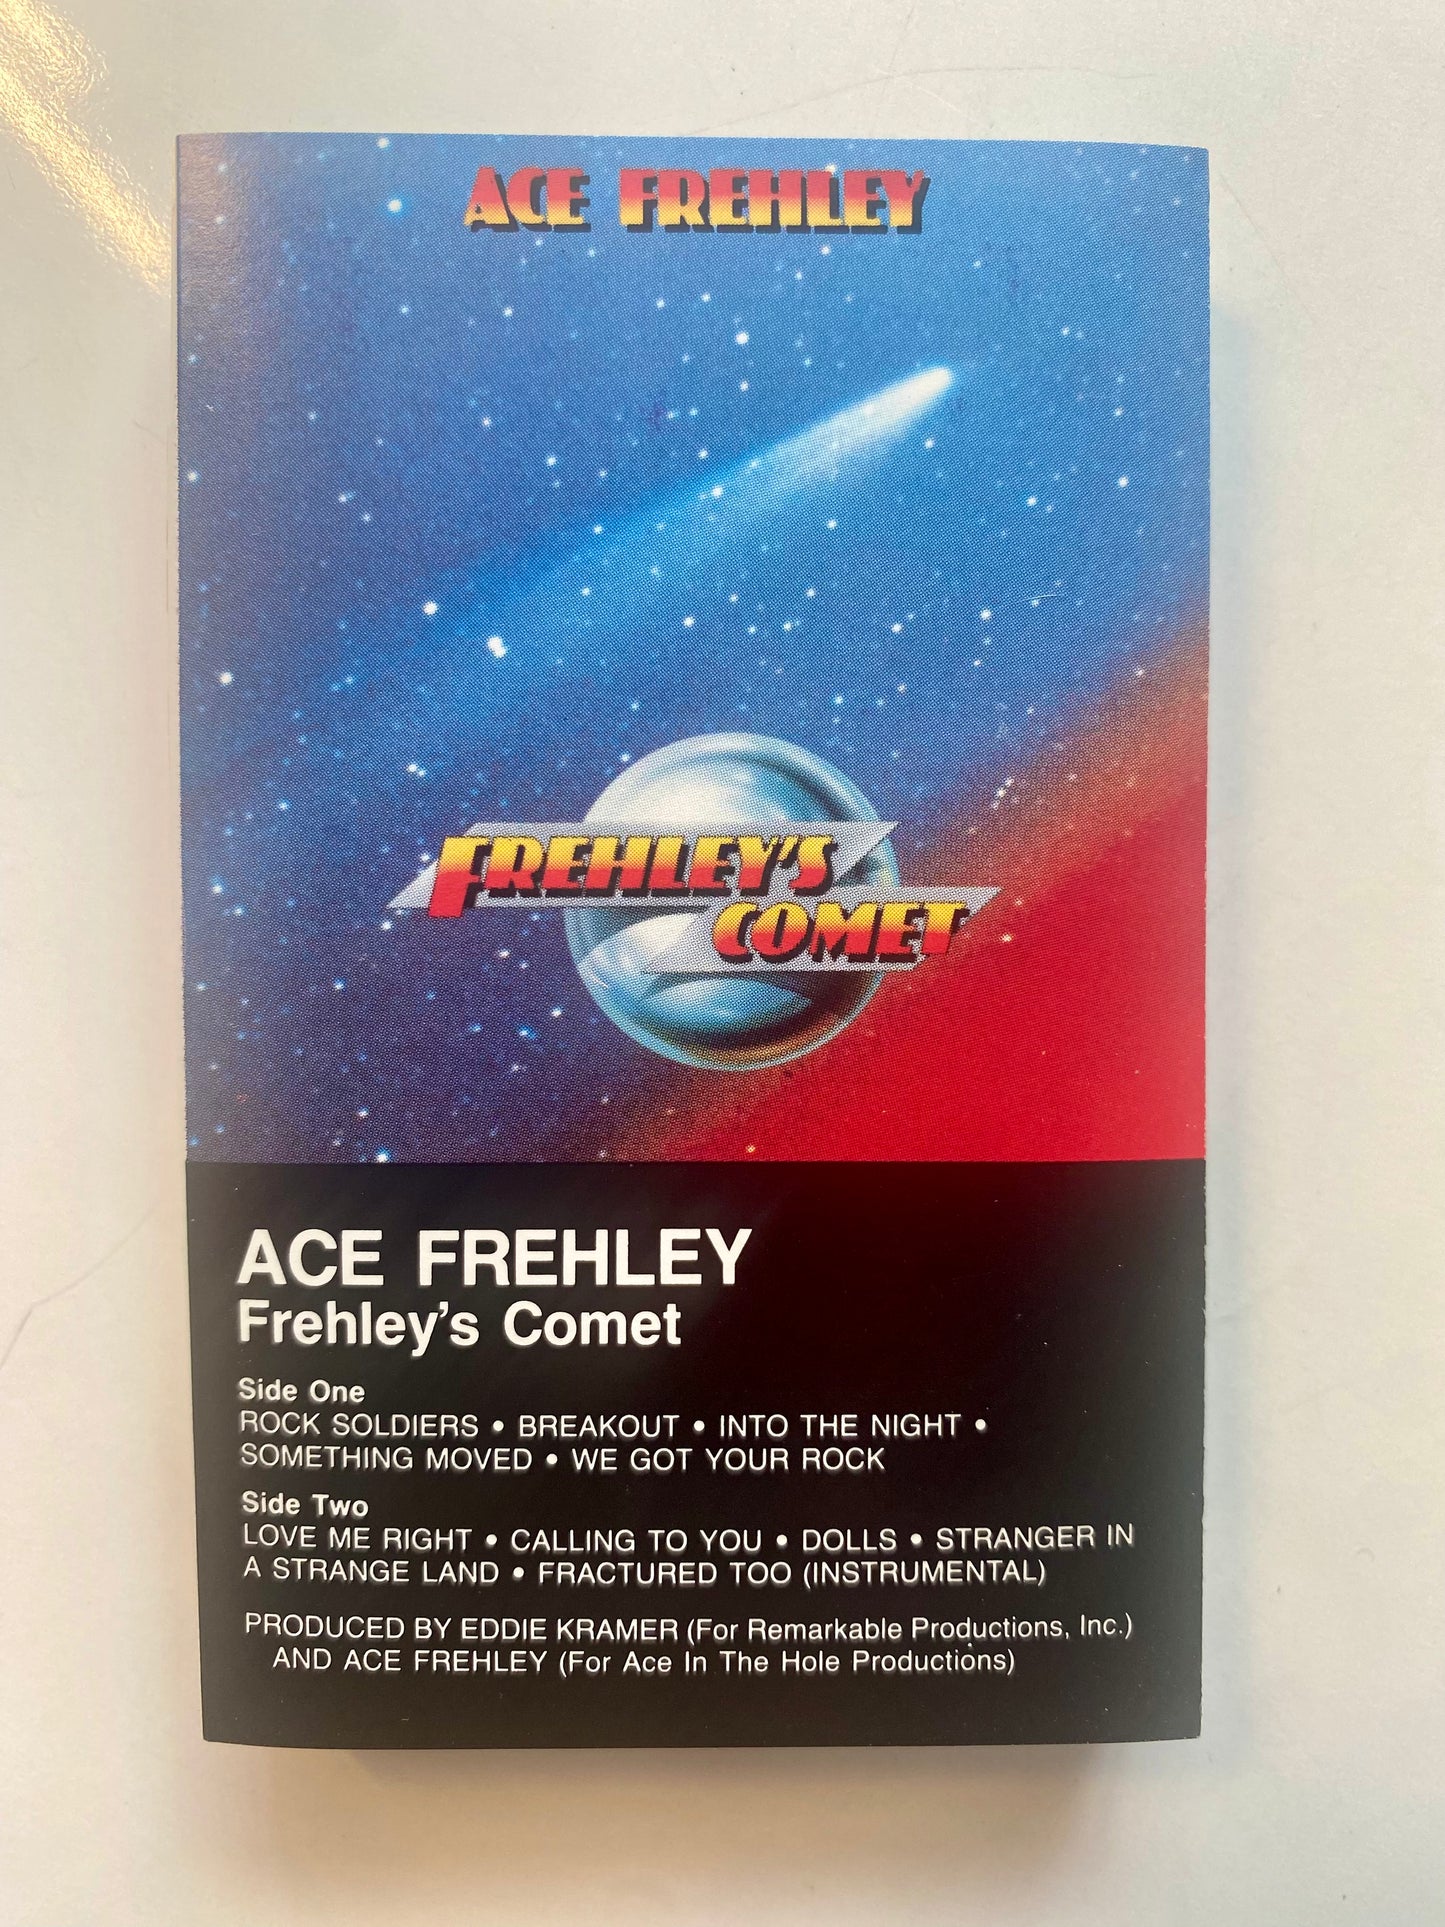 ACE FREHLEY
FREHLEY'S
COMET
ACE FREHLEY
Frehley's Comet
Side One
ROCK SOLDIERS • BREAKOUT • INTO THE NIGHT •
SOMETHING MOVED • WE GOT YOUR ROCK
Side Two
LOVE ME RIGHT • CALLING TO YOU • DOLLS • STRANGER IN
A STRANGE LAND • FRACTURED TOO (INSTRUMENTAL)
PRODUCED BY EDDIE KRAMER (For Remarkable Productions, Inc.)
AND ACE FREHLEY (For Ace In The Hole Productions)